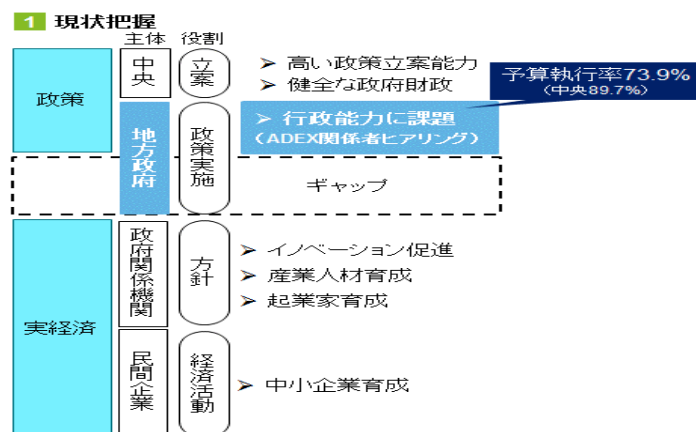 1 現状把握
主体 役割
政策
中央
立案
➢ 高い政策立案能力
➢ 健全な政府財政
予算執行率73.9%
(中央89.7%)
地方政府
政策実施
➢ 行政能力に課題
(ADEX関係者ヒアリング)
ギャップ
実経済
政府関係機関
方針
➢ イノベーション促進
➢ 産業人材育成
➢ 起業家育成
民間企業
経済活動
➢ 中小企業育成